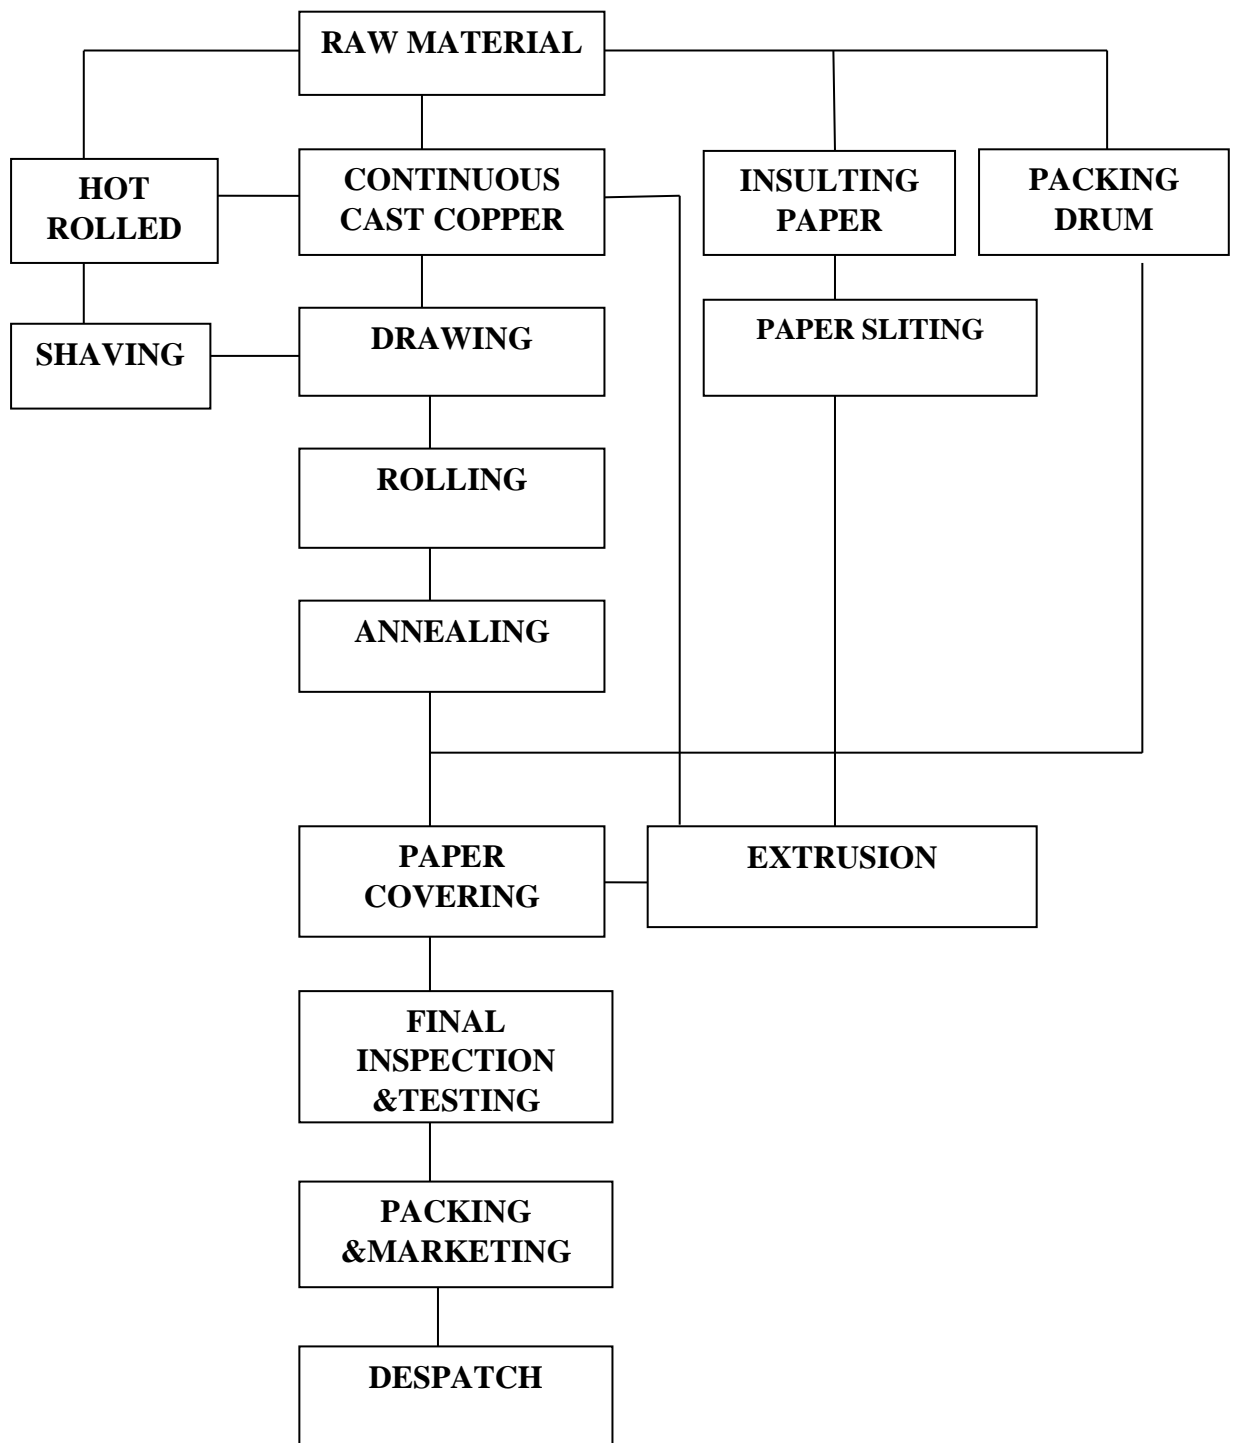 RAW MATERIAL
HOT
ROLLED
CONTINUOUS
CAST COPPER
INSULTING
PAPER
PACKING
DRUM
SHAVING
DRAWING
PAPER SLITING
ROLLING
ANNEALING
PAPER
COVERING
EXTRUSION
FINAL
INSPECTION
&TESTING
PACKING
&MARKETING
DESPATCH